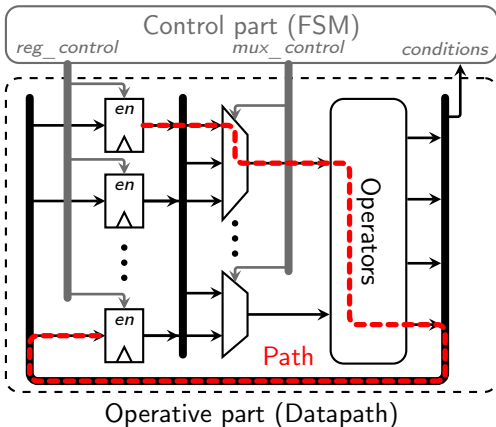 Control part (FSM)
reg_control
mux_control
conditions
en
en
en
Operators
Path
Operative part (Datapath)